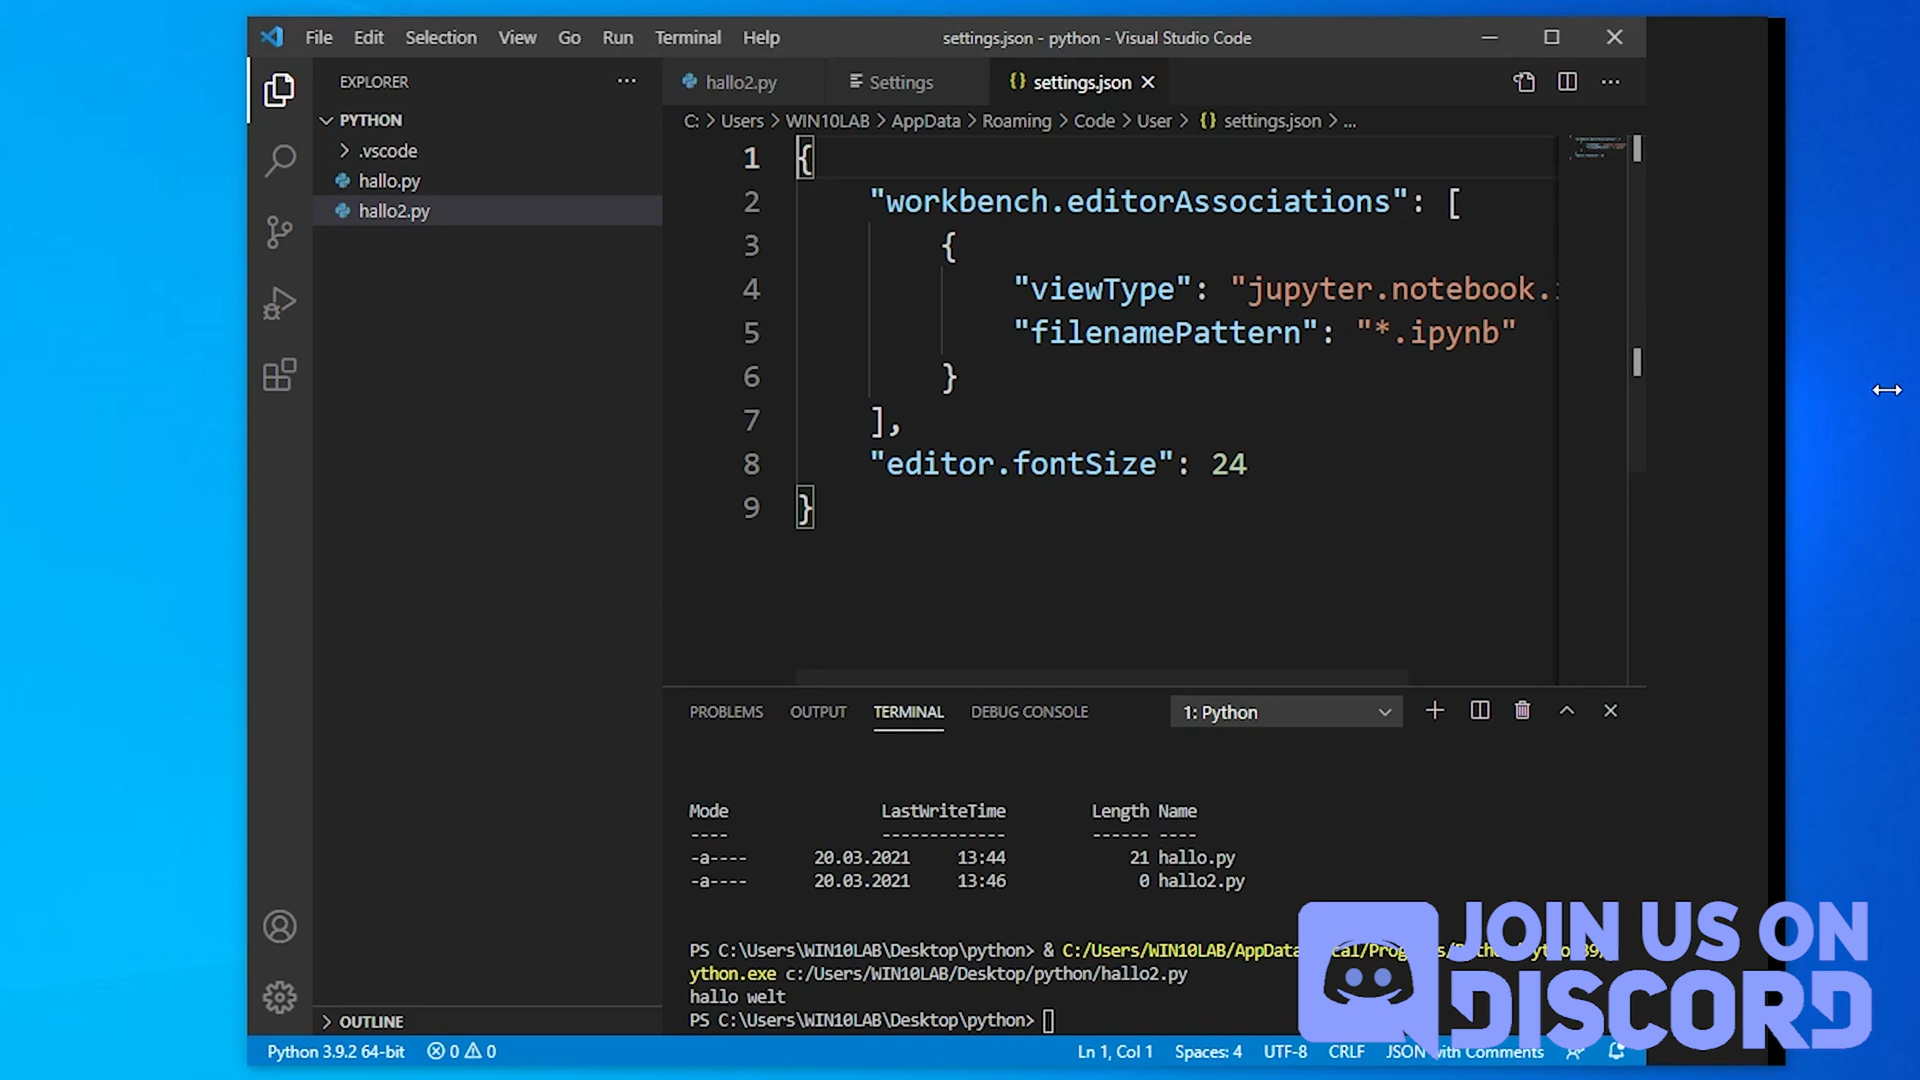 File Edit Selection View Go Run Terminal Help
settings.json - python - Visual Studio Code
EXPLORER
PYTHON
.vscode
hallo.py
hallo2.py
OUTLINE
hallo2.py
Settings
settings.json
C: > Users > WIN10LAB > AppData > Roaming > Code > User > {} settings.json > ...
1 {
2 "workbench.editorAssociations": [
3 {
4 "viewType": "jupyter.notebook.
5 "filenamePattern": "*.ipynb"
6 }
7 ],
8 "editor.fontSize": 24
9 }
PROBLEMS OUTPUT TERMINAL DEBUG CONSOLE
1: Python
Mode LastWriteTime Length Name
---- ------------- ------ ----
-a---- 20.03.2021 13:44 21 hallo.py
-a---- 20.03.2021 13:46 0 hallo2.py
PS C:\Users\WIN10LAB\Desktop\python> & C:/Users/WIN10LAB/AppData
ython.exe c:/Users/WIN10LAB/Desktop/python/hallo2.py
hallo welt
PS C:\Users\WIN10LAB\Desktop\python>
JOIN US ON
DISCORD
Python 3.9.2 64-bit 0 0
Ln 1, Col 1 Spaces: 4 UTF-8 CRLF JSON with Comments